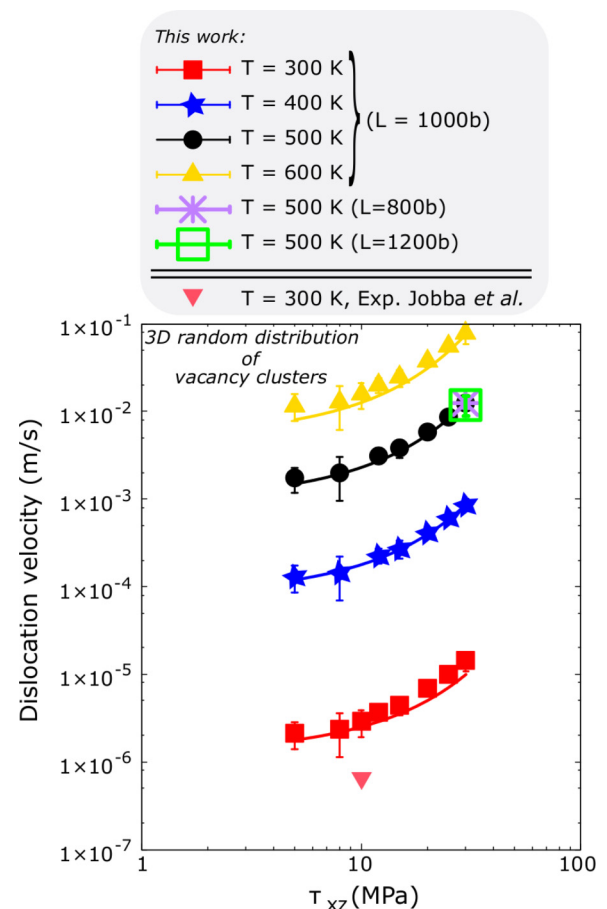 This work:
T = 300 K
T = 400 K
T = 500 K
T = 600 K
(L = 1000b)
T = 500 K (L=800b)
T = 500 K (L=1200b)
T = 300 K, Exp. Jobba et al.
3D random distribution
of
vacancy clusters
1×10⁻¹
1×10⁻²
1×10⁻³
1×10⁻⁴
1×10⁻⁵
1×10⁻⁶
1×10⁻⁷
Dislocation velocity (m/s)
1
10
100
τ_xz (MPa)